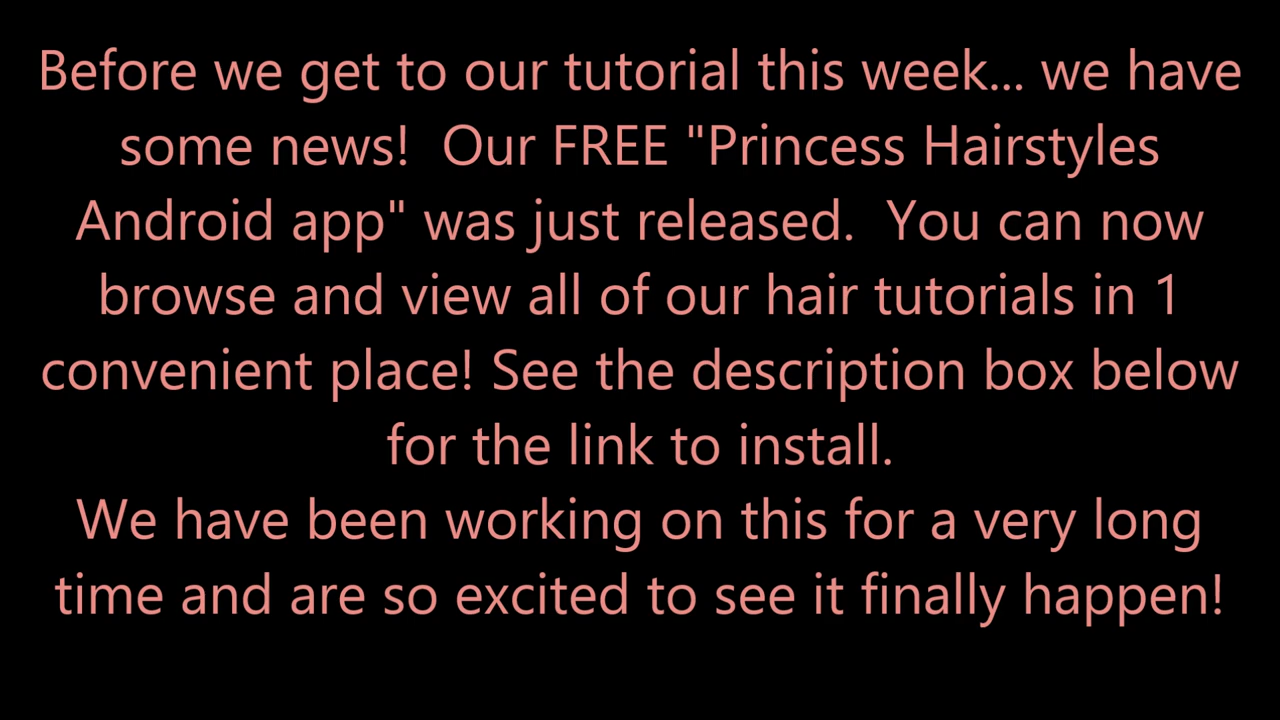 Before we get to our tutorial this week... we have
some news!  Our FREE "Princess Hairstyles
Android app" was just released.  You can now
browse and view all of our hair tutorials in 1
convenient place! See the description box below
for the link to install.
We have been working on this for a very long
time and are so excited to see it finally happen!